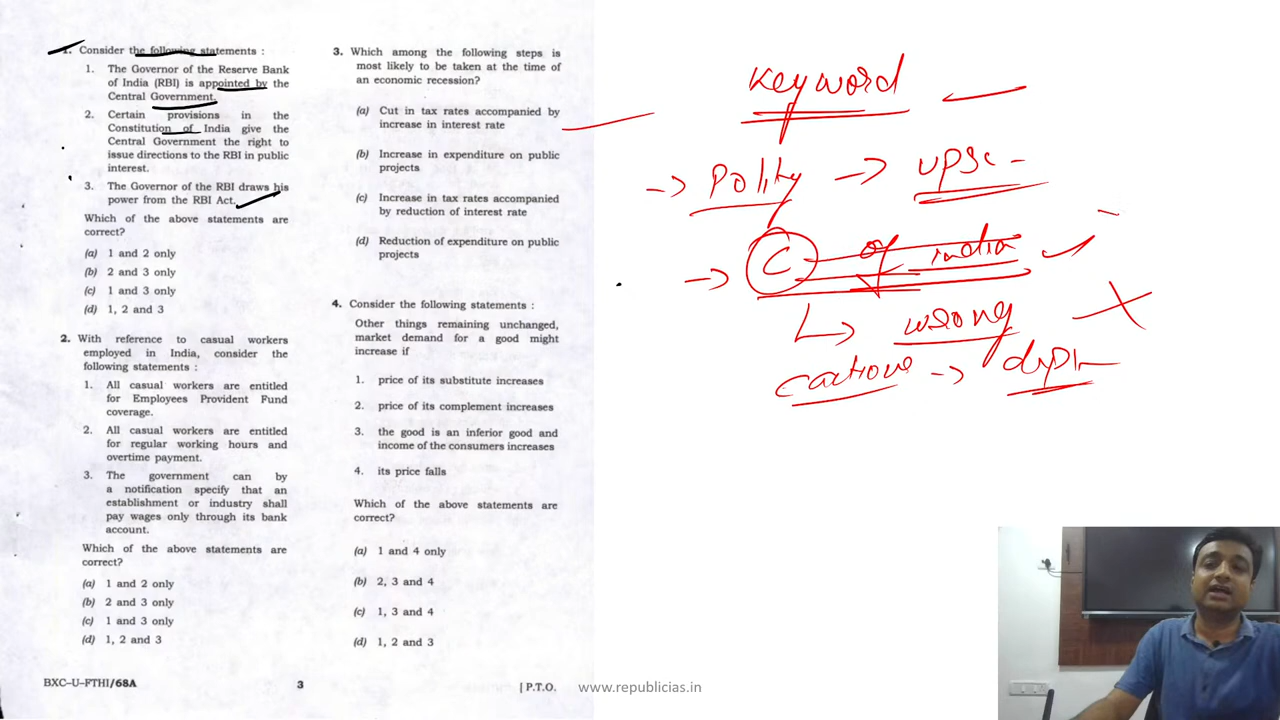 1. Consider the following statements :
1. The Governor of the Reserve Bank
of India (RBI) is appointed by the
Central Government.
2. Certain provisions in the
Constitution of India give the
Central Government the right to
issue directions to the RBI in public
interest.
3. The Governor of the RBI draws his
power from the RBI Act.
Which of the above statements are
correct?
(a) 1 and 2 only
(b) 2 and 3 only
(c) 1 and 3 only
(d) 1, 2 and 3
2. With reference to casual workers
employed in India, consider the
following statements :
1. All casual workers are entitled
for Employees Provident Fund
coverage.
2. All casual workers are entitled
for regular working hours and
overtime payment.
3. The government can by
a notification specify that an
establishment or industry shall
pay wages only through its bank
account.
Which of the above statements are
correct?
(a) 1 and 2 only
(b) 2 and 3 only
(c) 1 and 3 only
(d) 1, 2 and 3
BXC-U-FTHI/68A
3
3. Which among the following steps is
most likely to be taken at the time of
an economic recession?
(a) Cut in tax rates accompanied by
increase in interest rate
(b) Increase in expenditure on public
projects
(c) Increase in tax rates accompanied
by reduction of interest rate
(d) Reduction of expenditure on public
projects
4. Consider the following statements :
Other things remaining unchanged,
market demand for a good might
increase if
1. price of its substitute increases
2. price of its complement increases
3. the good is an inferior good and
income of the consumers increases
4. its price falls
Which of the above statements are
correct?
(a) 1 and 4 only
(b) 2, 3 and 4
(c) 1, 3 and 4
(d) 1, 2 and 3
[ P.T.O.
www.republicias.in
keyword
→ Polity → UPSC
→ C of india
↳ wrong
→